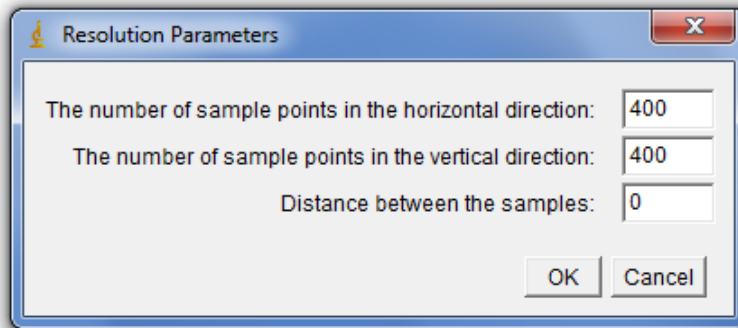 Resolution Parameters
The number of sample points in the horizontal direction: 400
The number of sample points in the vertical direction: 400
Distance between the samples: 0
OK Cancel